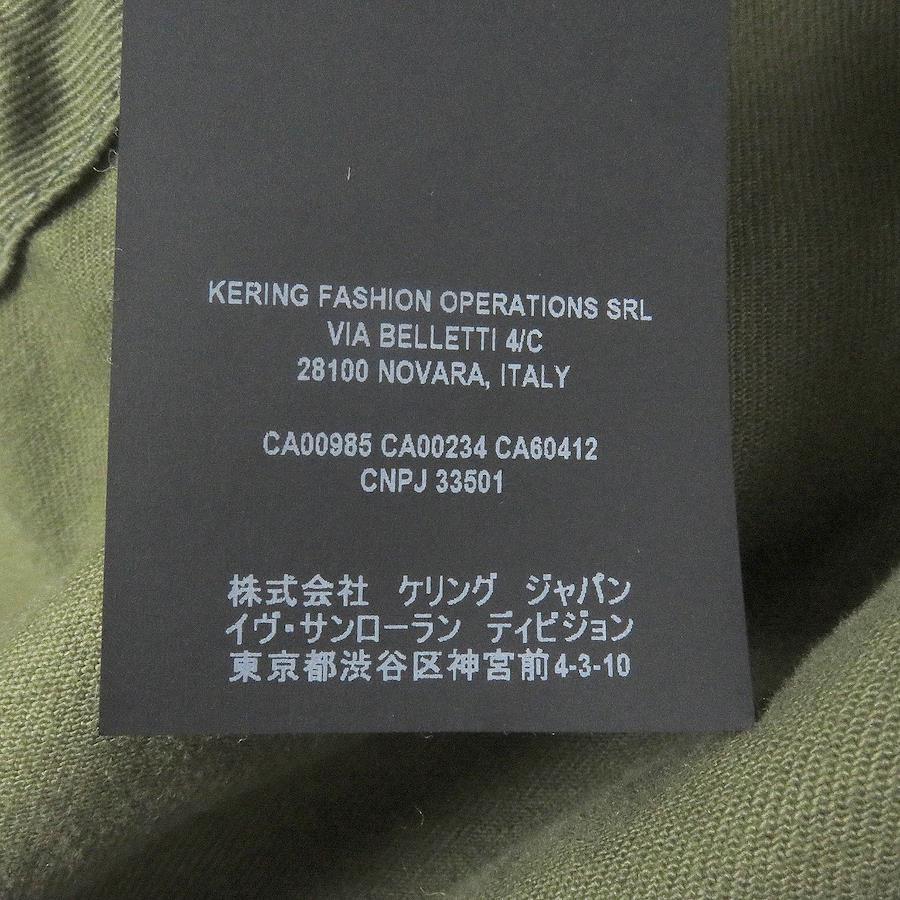 KERING FASHION OPERATIONS SRL
VIA BELLETTI 4/C
28100 NOVARA, ITALY
CA00985 CA00234 CA60412
CNPJ 33501
株式会社 ケリング ジャパン
イヴ・サンローラン ディビジョン
東京都渋谷区神宮前4-3-10